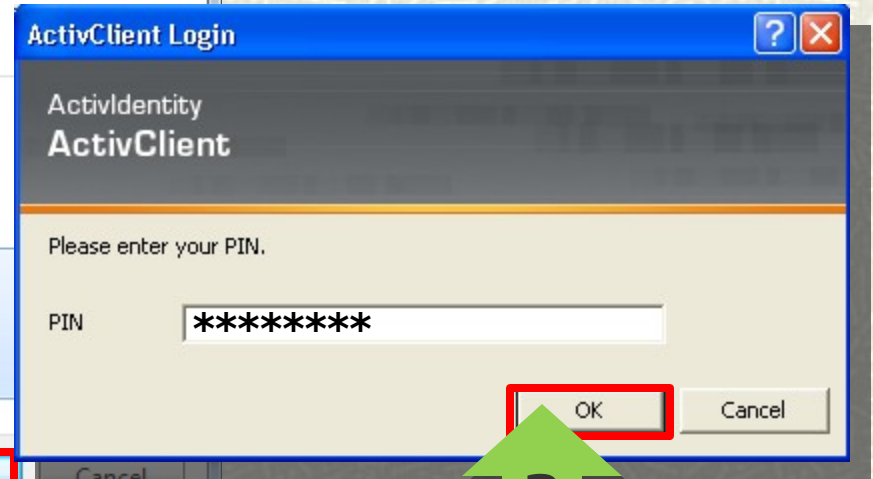 ActivClient Login
ActivIdentity
ActivClient
Please enter your PIN.
PIN ********
OK Cancel
Cancel